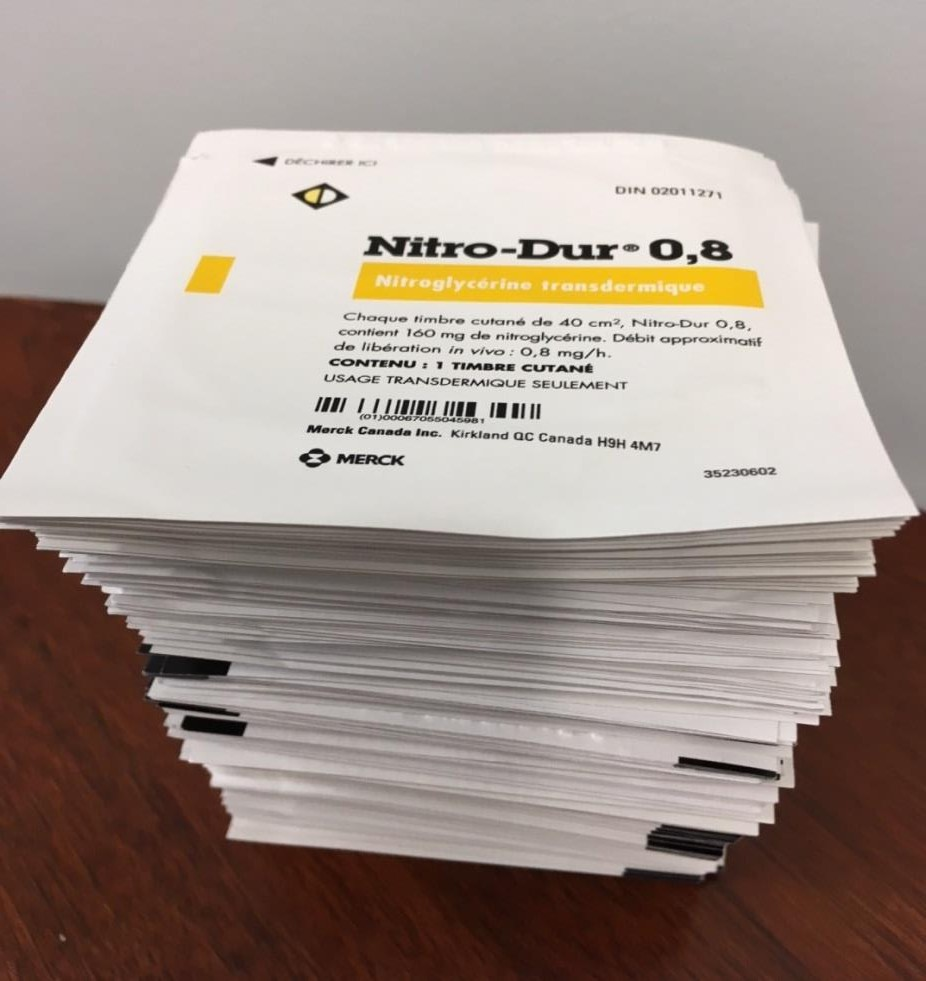 DÉCHIRER ICI
DIN 02011271
Nitro-Dur® 0,8
Nitroglycérine transdermique
Chaque timbre cutané de 40 cm², Nitro-Dur 0,8,
contient 160 mg de nitroglycérine. Débit approximatif
de libération in vivo : 0,8 mg/h.
CONTENU : 1 TIMBRE CUTANÉ
USAGE TRANSDERMIQUE SEULEMENT
(01)00067055045981
Merck Canada Inc. Kirkland QC Canada H9H 4M7
MERCK
35230602